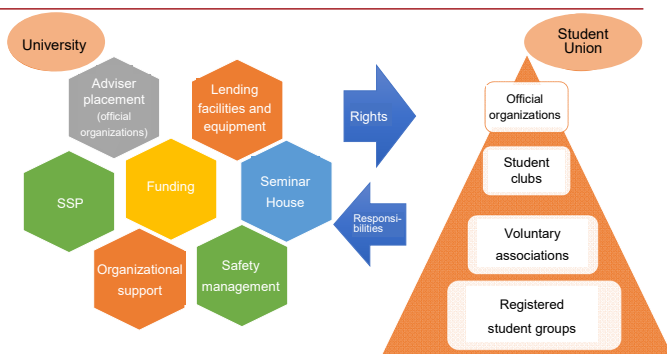 University
Adviser
placement
(official
organizations)
Lending
facilities and
equipment
SSP
Funding
Seminar
House
Organizational
support
Safety
management
Rights
Responsi-
bilities
Student
Union
Official
organizations
Student
clubs
Voluntary
associations
Registered
student groups